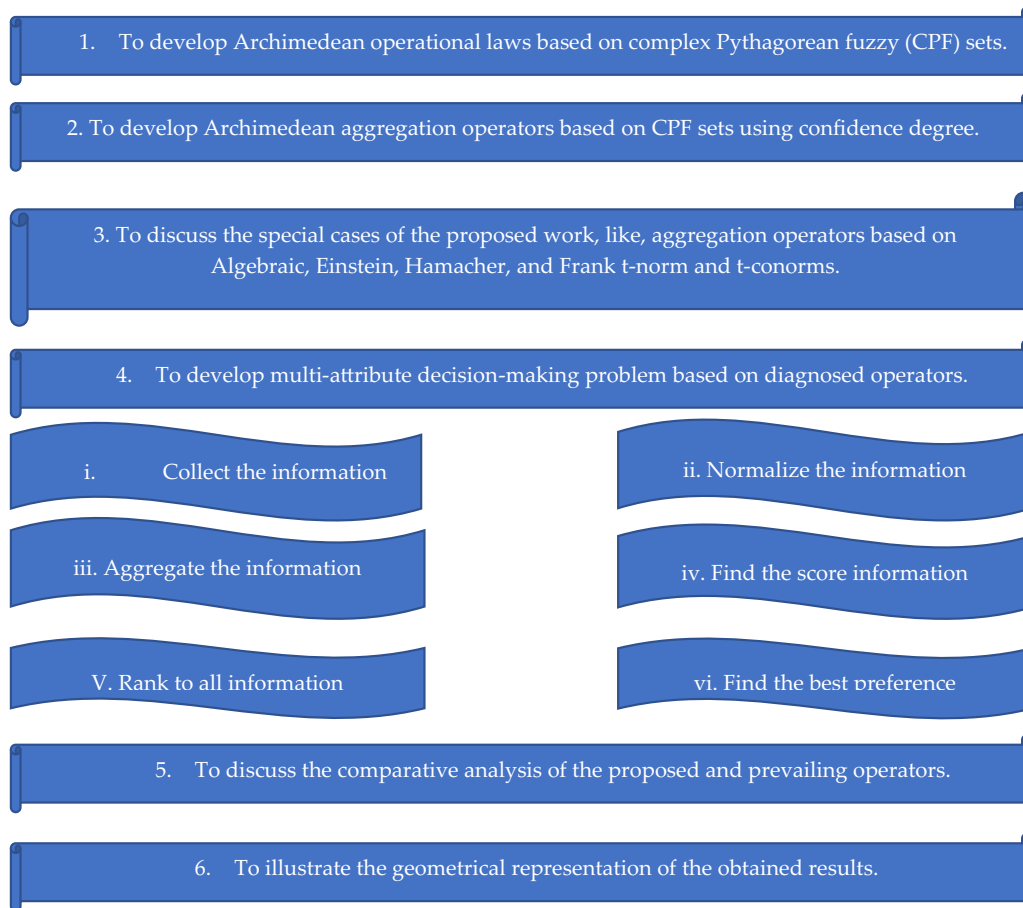 1. To develop Archimedean operational laws based on complex Pythagorean fuzzy (CPF) sets.
2. To develop Archimedean aggregation operators based on CPF sets using confidence degree.
3. To discuss the special cases of the proposed work, like, aggregation operators based on
Algebraic, Einstein, Hamacher, and Frank t-norm and t-conorms.
4. To develop multi-attribute decision-making problem based on diagnosed operators.
i. Collect the information
ii. Normalize the information
iii. Aggregate the information
iv. Find the score information
V. Rank to all information
vi. Find the best preference
5. To discuss the comparative analysis of the proposed and prevailing operators.
6. To illustrate the geometrical representation of the obtained results.